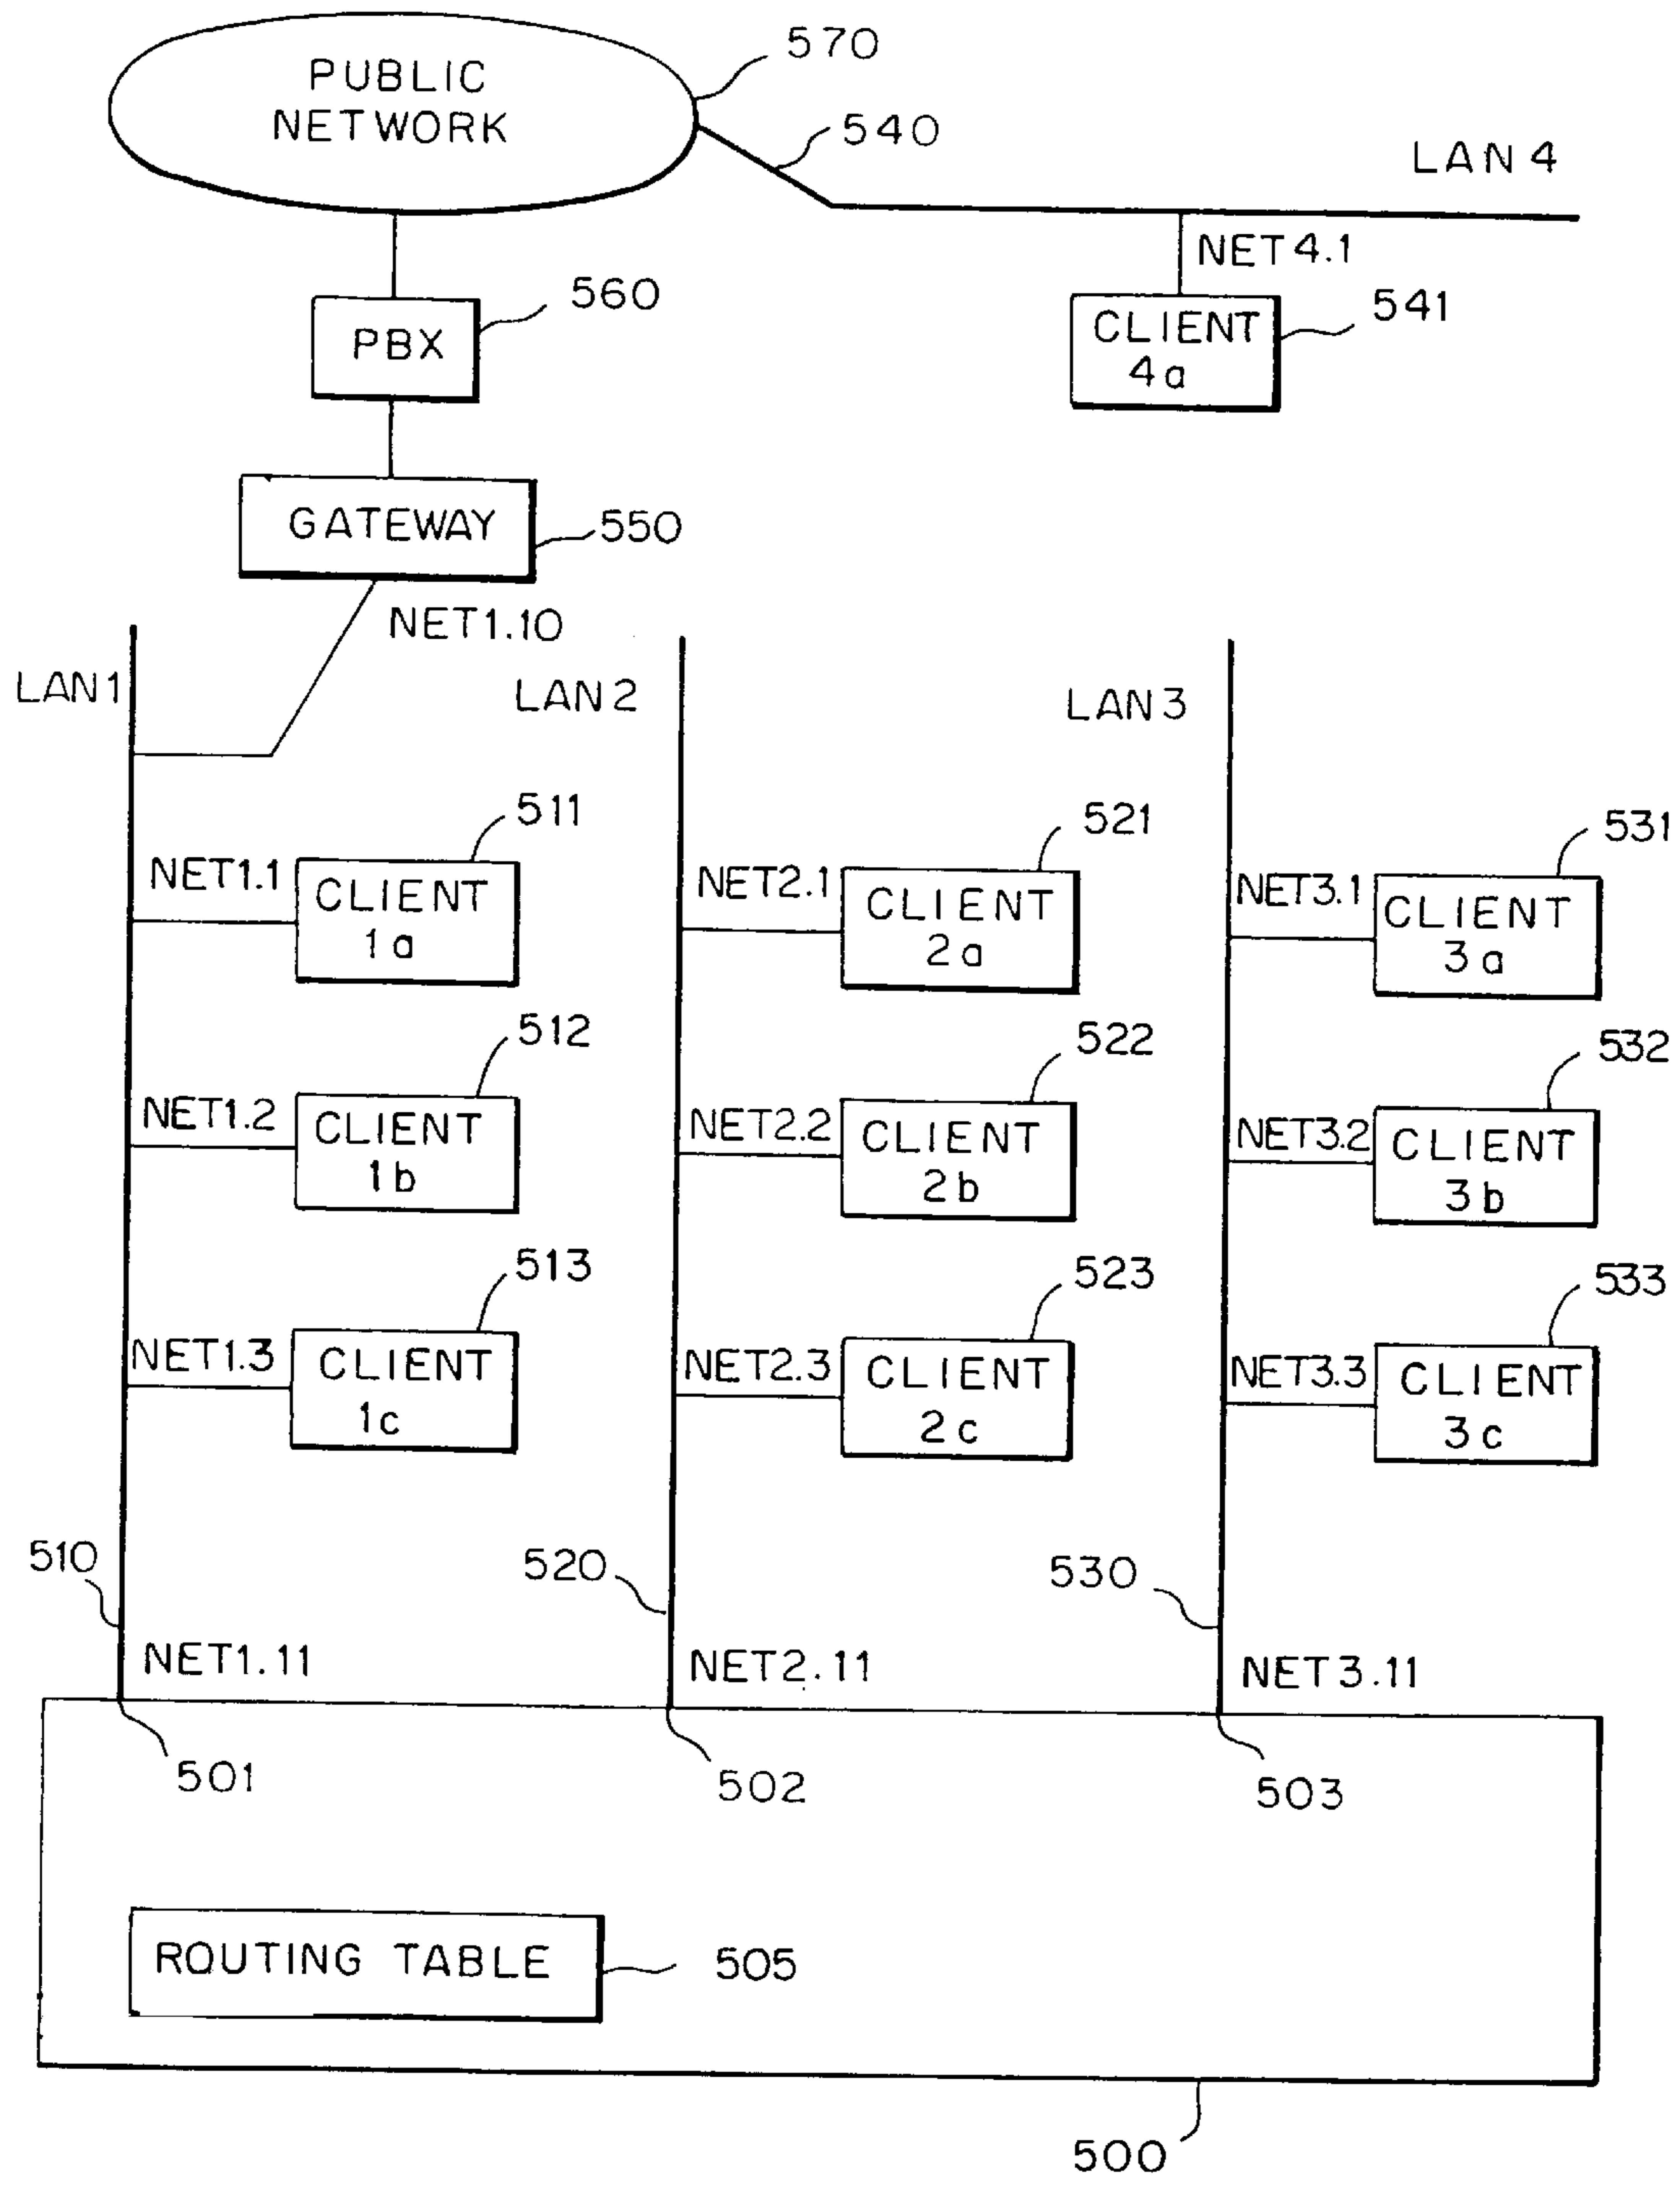 570
PUBLIC
NETWORK
540
LAN 4
NET4.1
560
PBX
CLIENT
4a
541
GATEWAY
550
NET1.10
LAN1
LAN 2
LAN3
511
NET1.1
CLIENT
1a
521
NET2.1
CLIENT
2a
531
NET3.1
CLIENT
3a
512
NET1.2
CLIENT
1b
522
NET2.2
CLIENT
2b
532
NET3.2
CLIENT
3b
513
NET1.3
CLIENT
1c
523
NET2.3
CLIENT
2c
533
NET3.3
CLIENT
3c
510
520
530
NET1.11
NET2.11
NET3.11
501
502
503
ROUTING TABLE
505
500